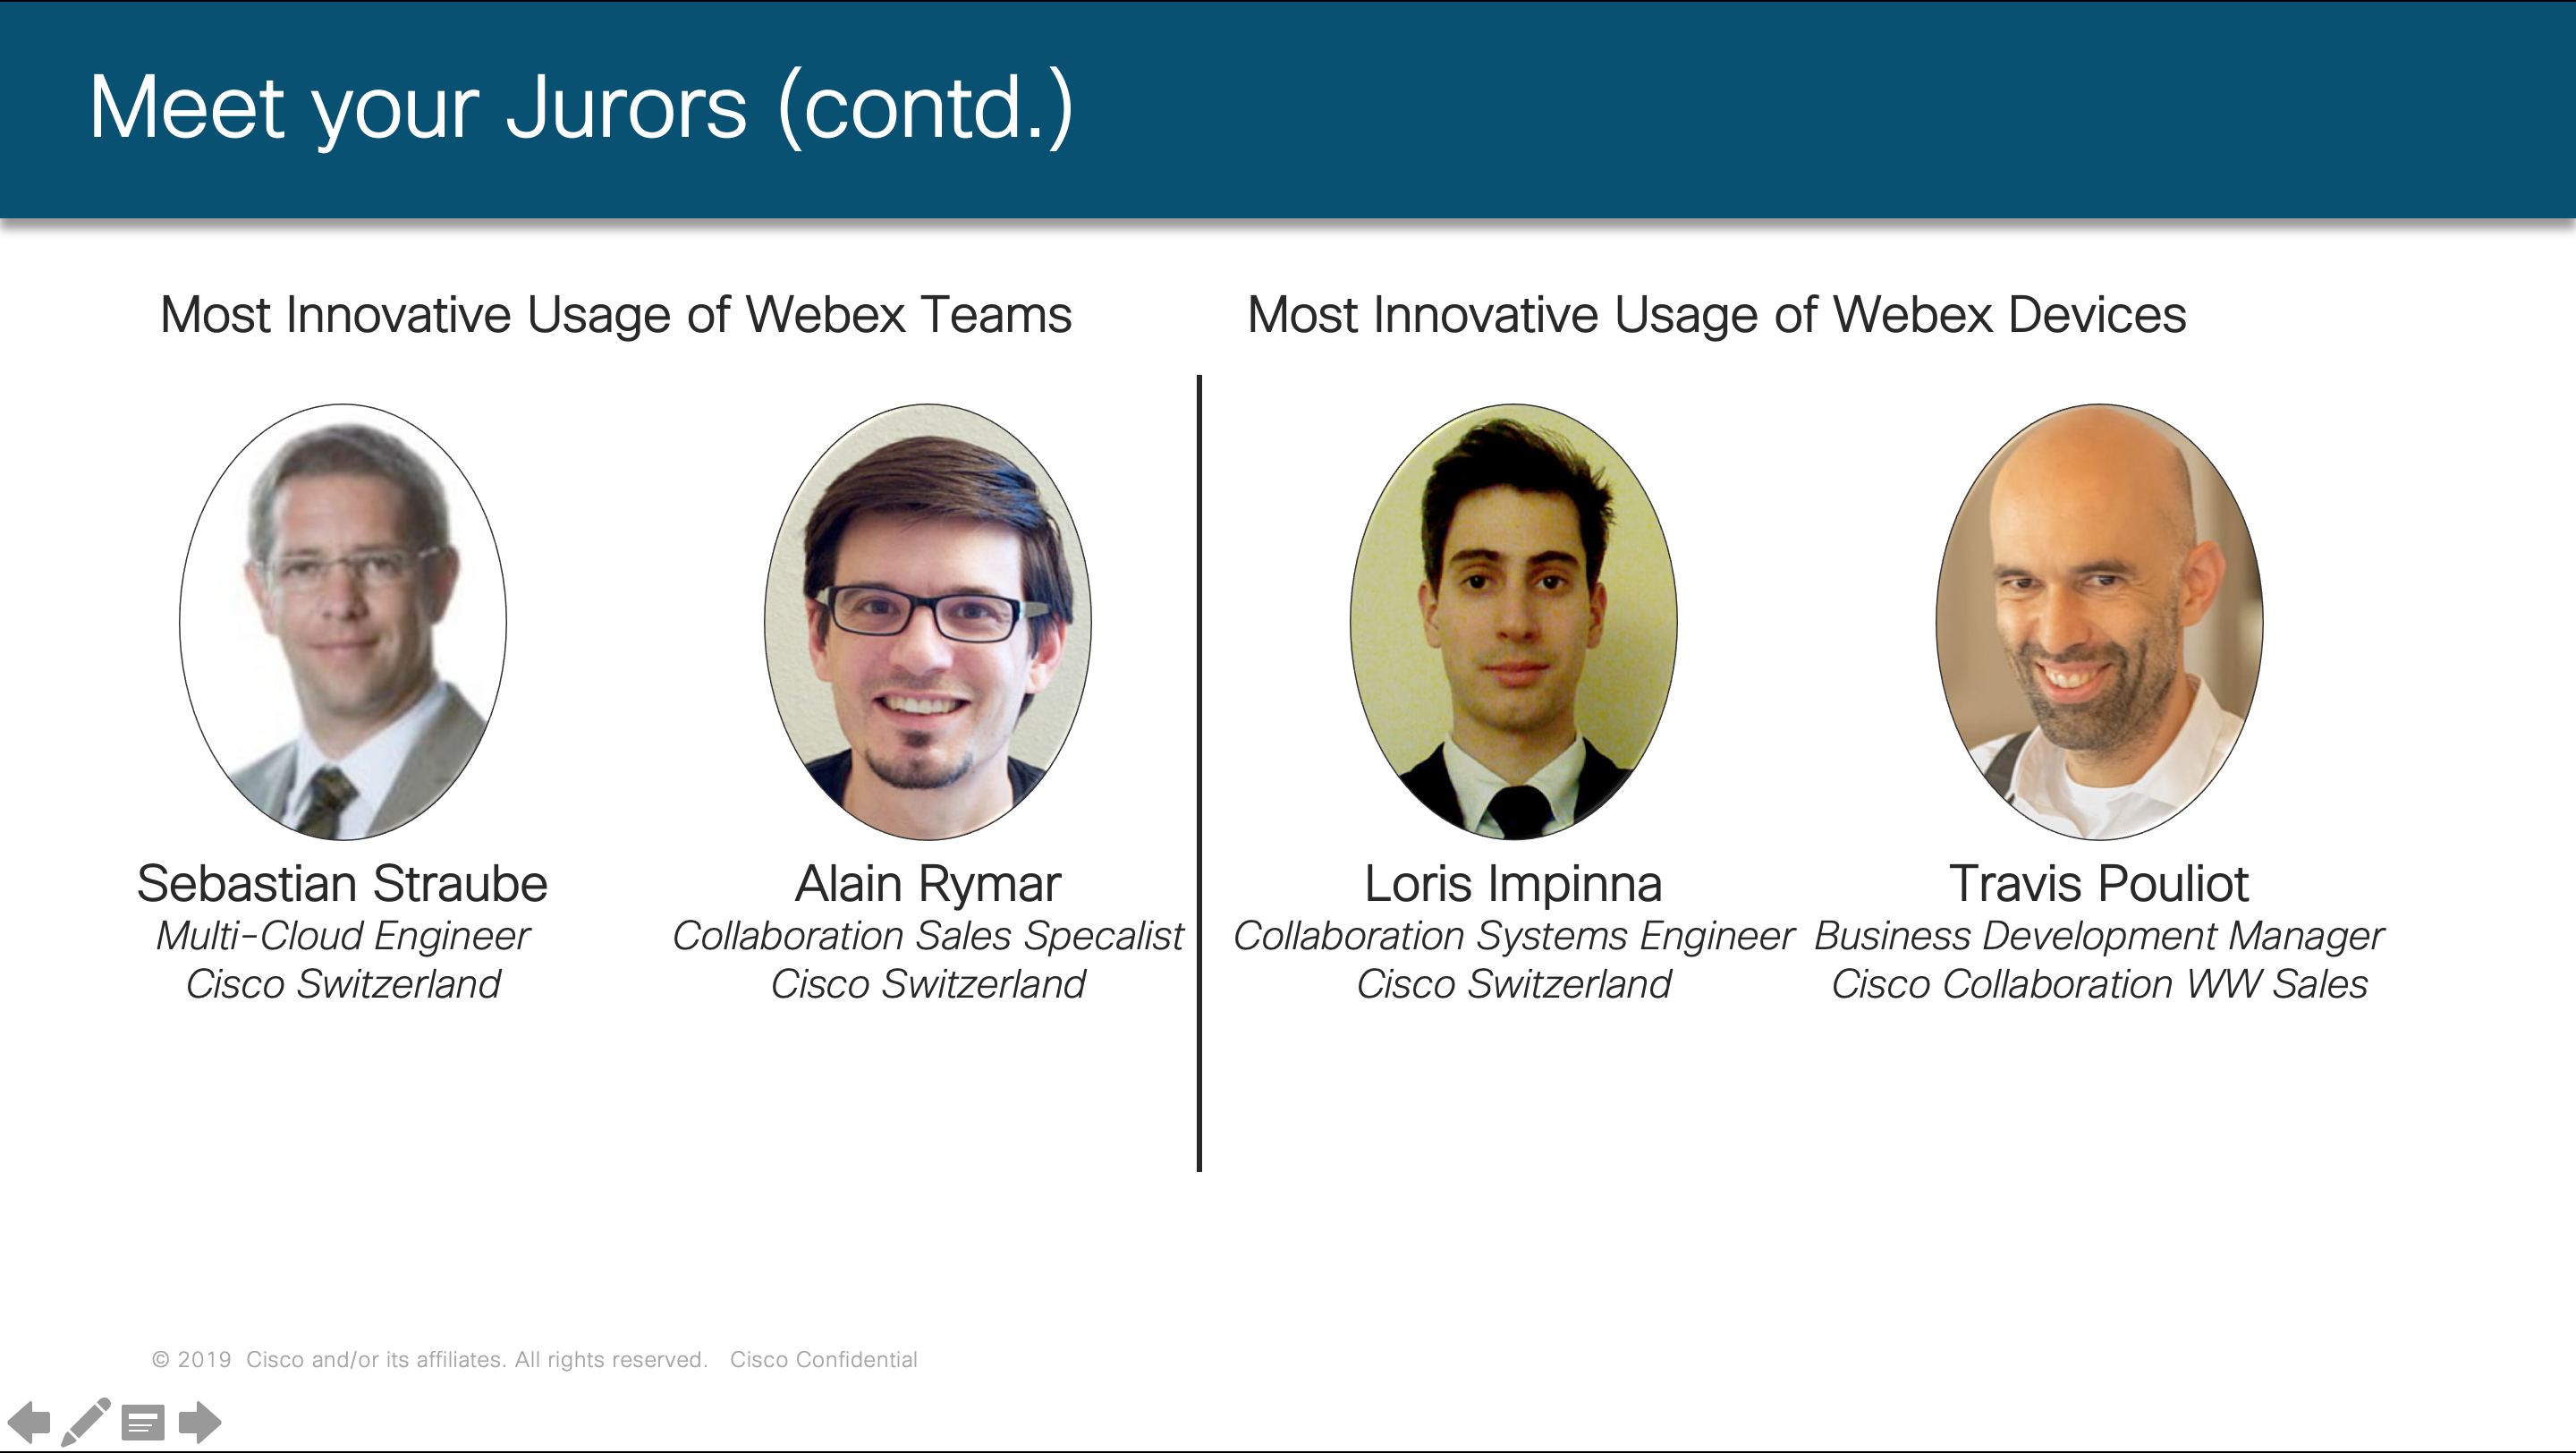 Meet your Jurors (contd.)
Most Innovative Usage of Webex Teams
Sebastian Straube
Multi-Cloud Engineer
Cisco Switzerland
Alain Rymar
Collaboration Sales Specalist
Cisco Switzerland
Most Innovative Usage of Webex Devices
Loris Impinna
Collaboration Systems Engineer
Cisco Switzerland
Travis Pouliot
Business Development Manager
Cisco Collaboration WW Sales
© 2019 Cisco and/or its affiliates. All rights reserved. Cisco Confidential